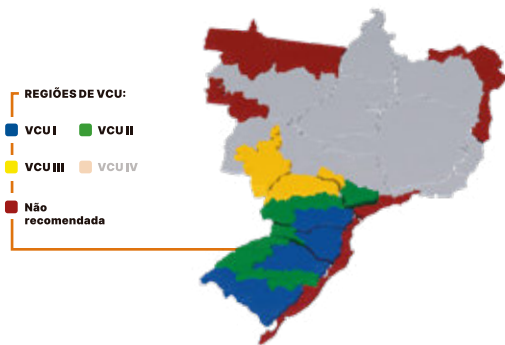 REGIÕES DE VCU:
VCU I
VCU II
VCU III
VCU IV
Não
recomendada